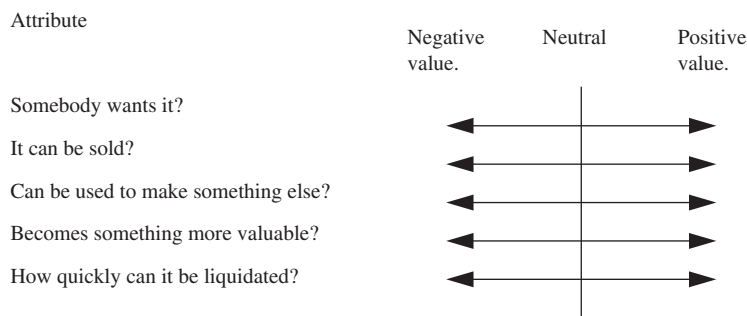 Attribute
Negative value.
Neutral
Positive value.
Somebody wants it?
It can be sold?
Can be used to make something else?
Becomes something more valuable?
How quickly can it be liquidated?